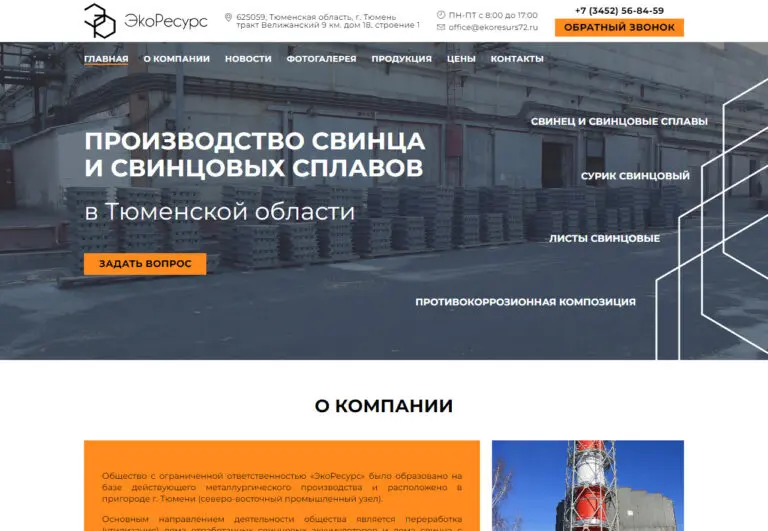 ЭкоРесурс
625059, Тюменская область, г. Тюмень
тракт Велижанский 9 км. дом 18, строение 1
ПН-ПТ с 8:00 до 17:00
office@ekoresurs72.ru
+7 (3452) 56-84-59
ОБРАТНЫЙ ЗВОНОК
ГЛАВНАЯ О КОМПАНИИ НОВОСТИ ФОТОГАЛЕРЕЯ ПРОДУКЦИЯ ЦЕНЫ КОНТАКТЫ
ПРОИЗВОДСТВО СВИНЦА
И СВИНЦОВЫХ СПЛАВОВ
в Тюменской области
ЗАДАТЬ ВОПРОС
СВИНЕЦ И СВИНЦОВЫЕ СПЛАВЫ
СУРИК СВИНЦОВЫЙ
ЛИСТЫ СВИНЦОВЫЕ
ПРОТИВОКОРРОЗИОННАЯ КОМПОЗИЦИЯ
О КОМПАНИИ
Общество с ограниченной ответственностью «ЭкоРесурс» было образовано на
базе действующего металлургического производства и расположено в
пригороде г. Тюмени (северо-восточный промышленный узел).
Основным направлением деятельности общества является переработка